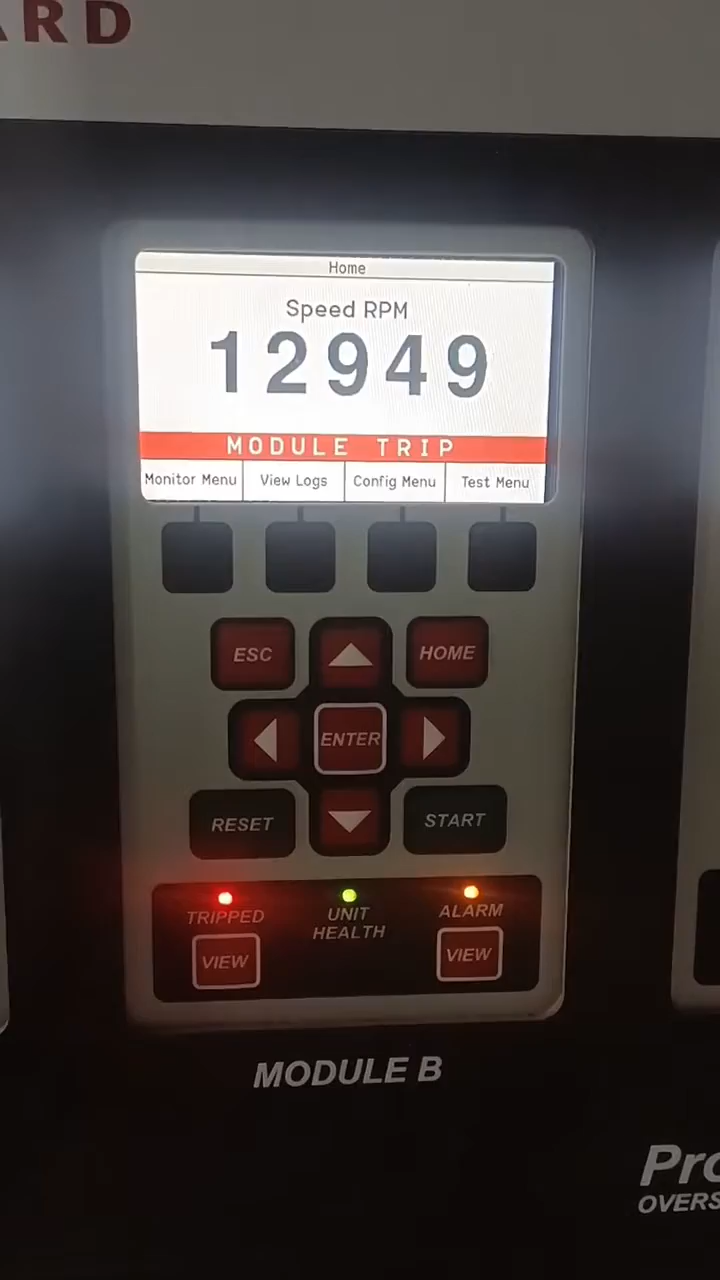 ARD
Home
Speed RPM
12949
MODULE TRIP
Monitor Menu View Logs Config Menu Test Menu
ESC HOME
ENTER
RESET START
TRIPPED UNIT HEALTH ALARM
VIEW VIEW
MODULE B
Pro
OVERS